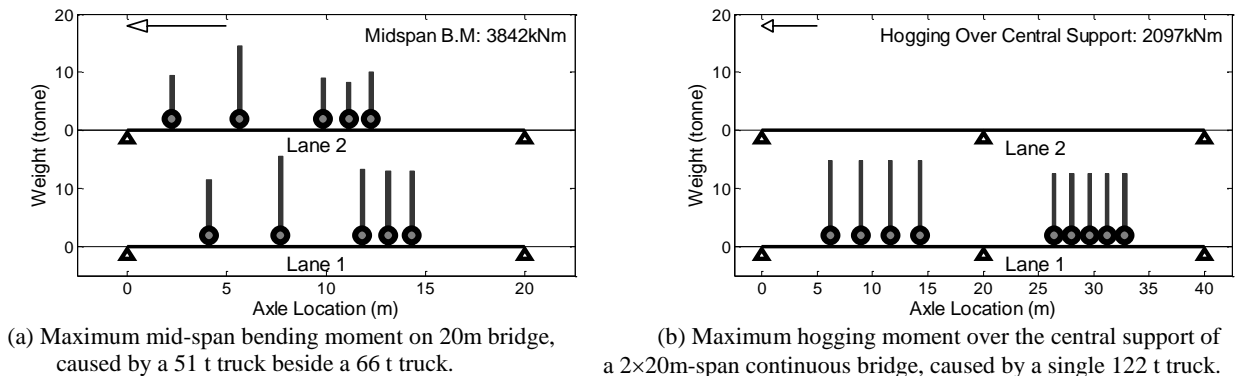 20
10
0
20
10
0
Weight (tonne)
Midspan B.M: 3842kNm
Lane 2
Lane 1
0 5 10 15 20
Axle Location (m)
(a) Maximum mid-span bending moment on 20m bridge,
caused by a 51 t truck beside a 66 t truck.
20
10
0
10
0
Weight (tonne)
Hogging Over Central Support: 2097kNm
Lane 2
Lane 1
0 5 10 15 20 25 30 35 40
Axle Location (m)
(b) Maximum hogging moment over the central support of
a 2×20m-span continuous bridge, caused by a single 122 t truck.